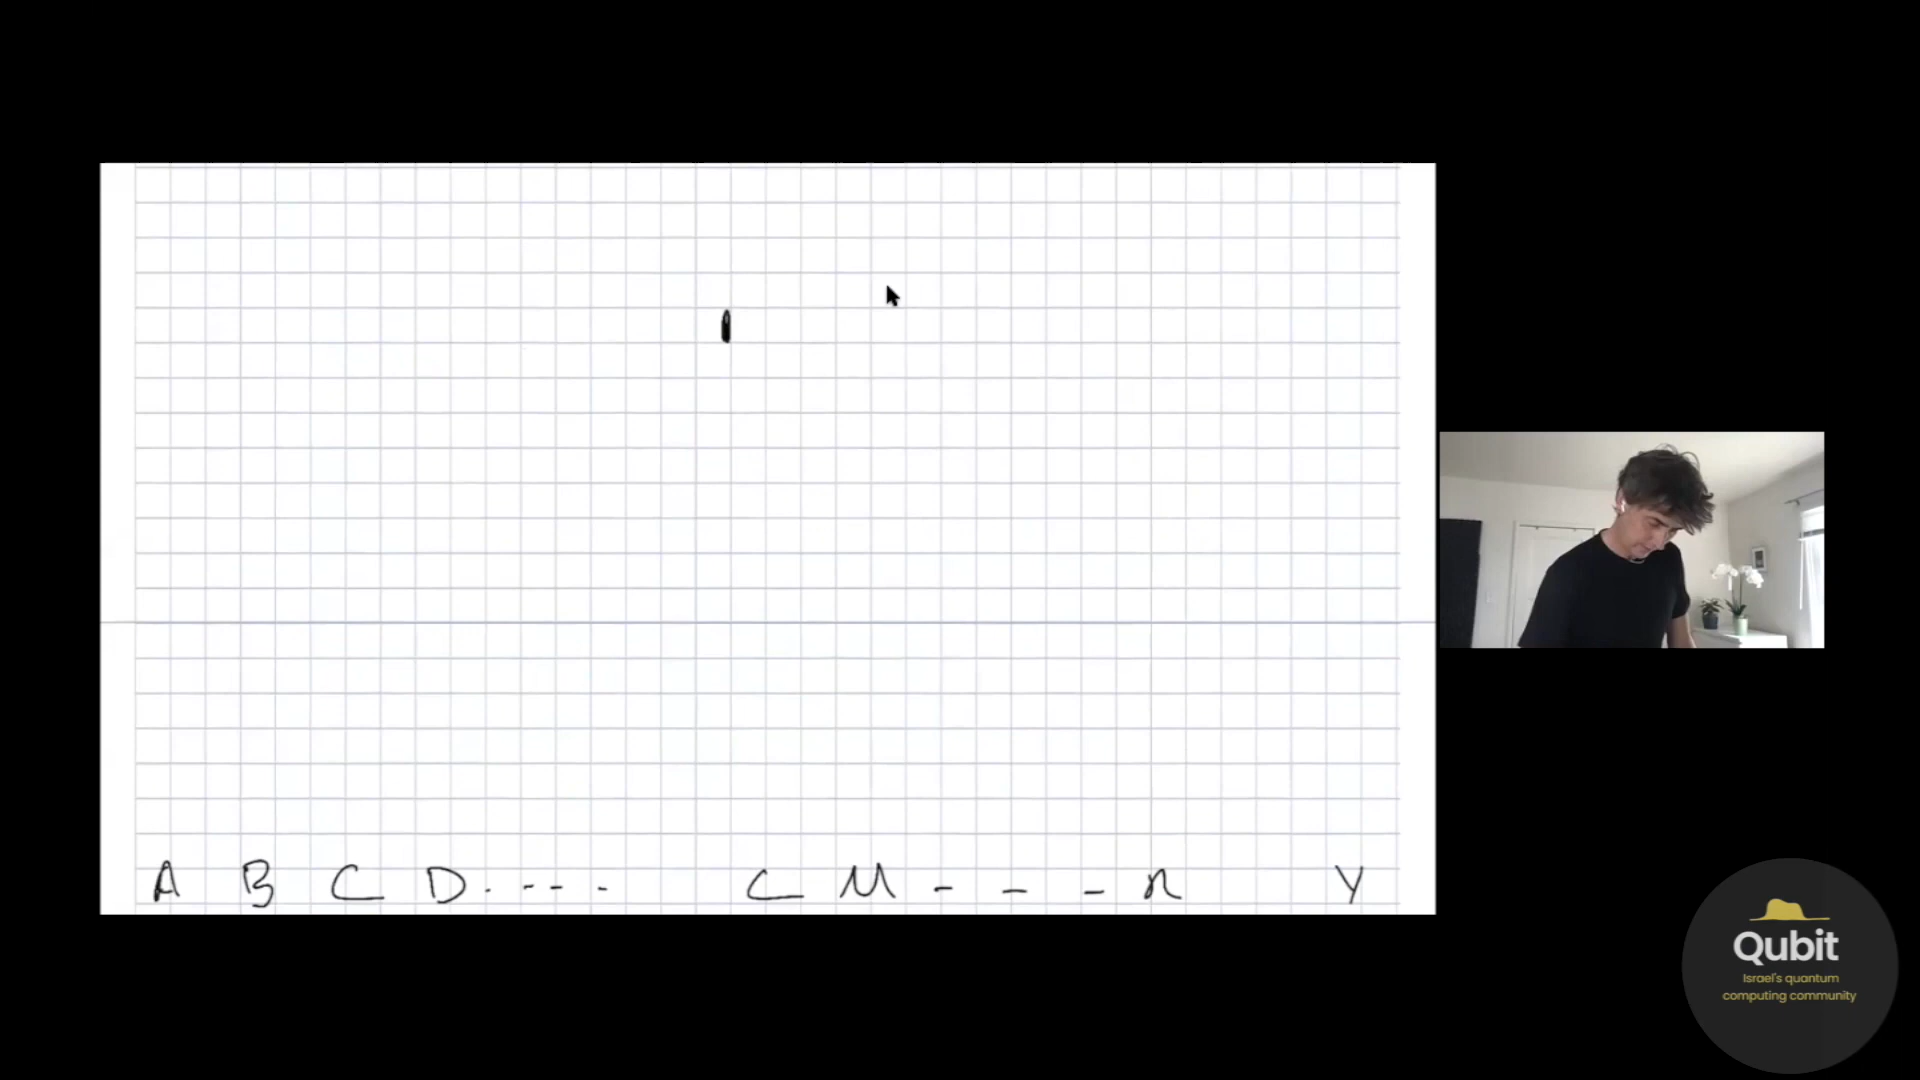 A B C D . - - - C M - - - n Y
Qubit
Israel's quantum
computing community